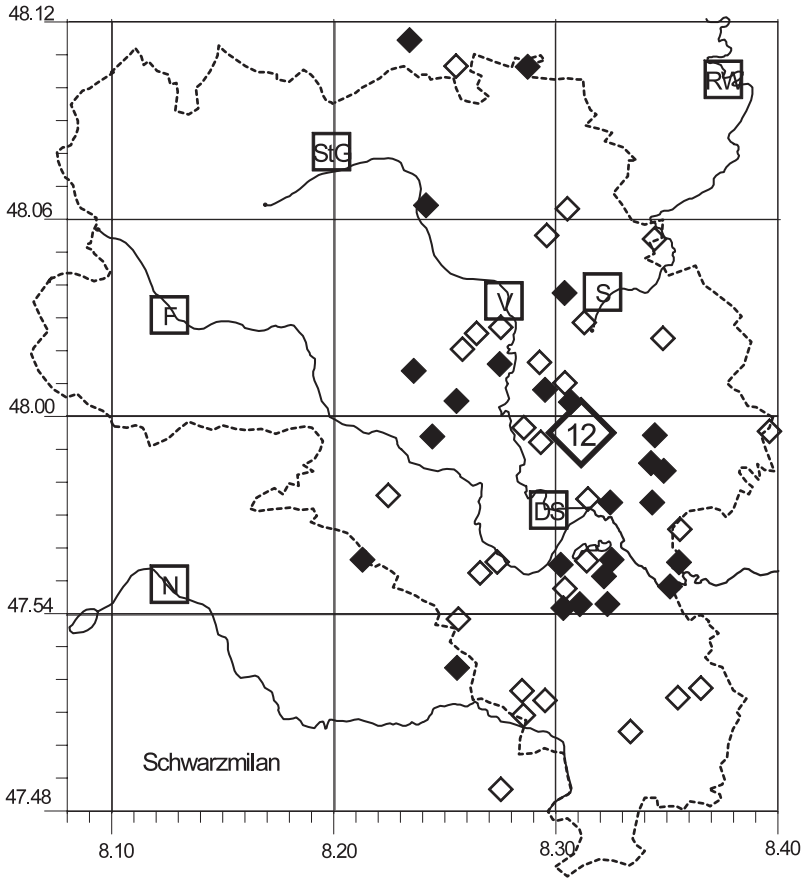 48.12
RW
StG
48.06
V
S
F
48.00
12
DS
N
47.54
Schwarzmilan
47.48
8.10
8.20
8.30
8.40